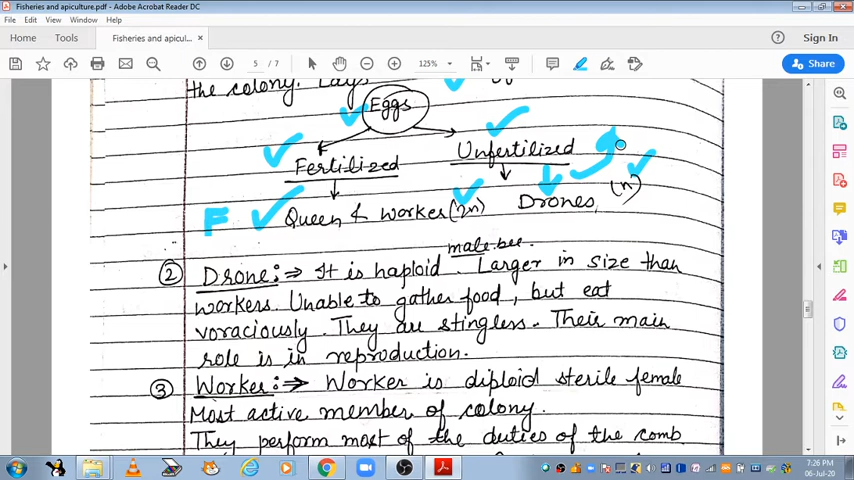 Fisheries and apiculture.pdf - Adobe Acrobat Reader DC
File Edit View Window Help
Home Tools Fisheries and apicul... × Sign In
5 / 7 125% Share
the colony. Lays
Eggs
Fertilized Unfertilized
F Queen & Worker (2n) Drones (n)
male bee.
② Drone:⇒ It is haploid. Larger in size than
workers. Unable to gather food, but eat
voraciously. They are stingless. Their main
role is in reproduction.
③ Worker:⇒ Worker is diploid sterile female
Most active member of colony.
They perform most of the duties of the comb
7:26 PM
06-Jul-20